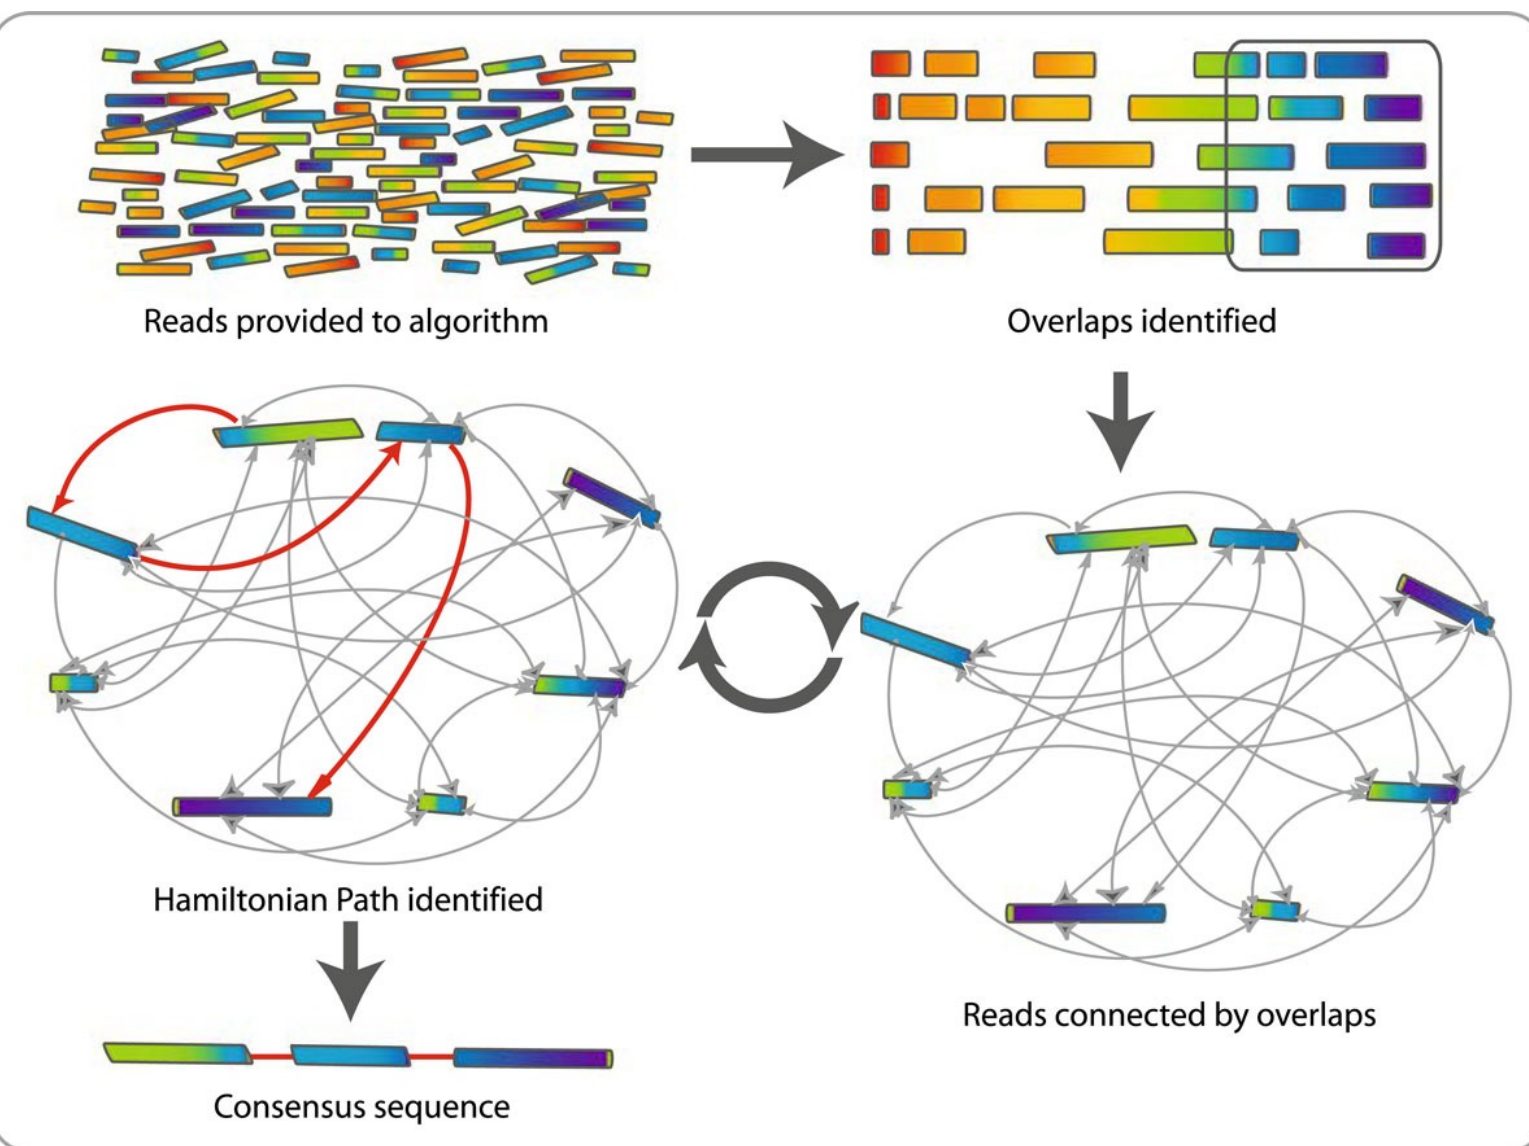 Reads provided to algorithm
Overlaps identified
Hamiltonian Path identified
Reads connected by overlaps
Consensus sequence